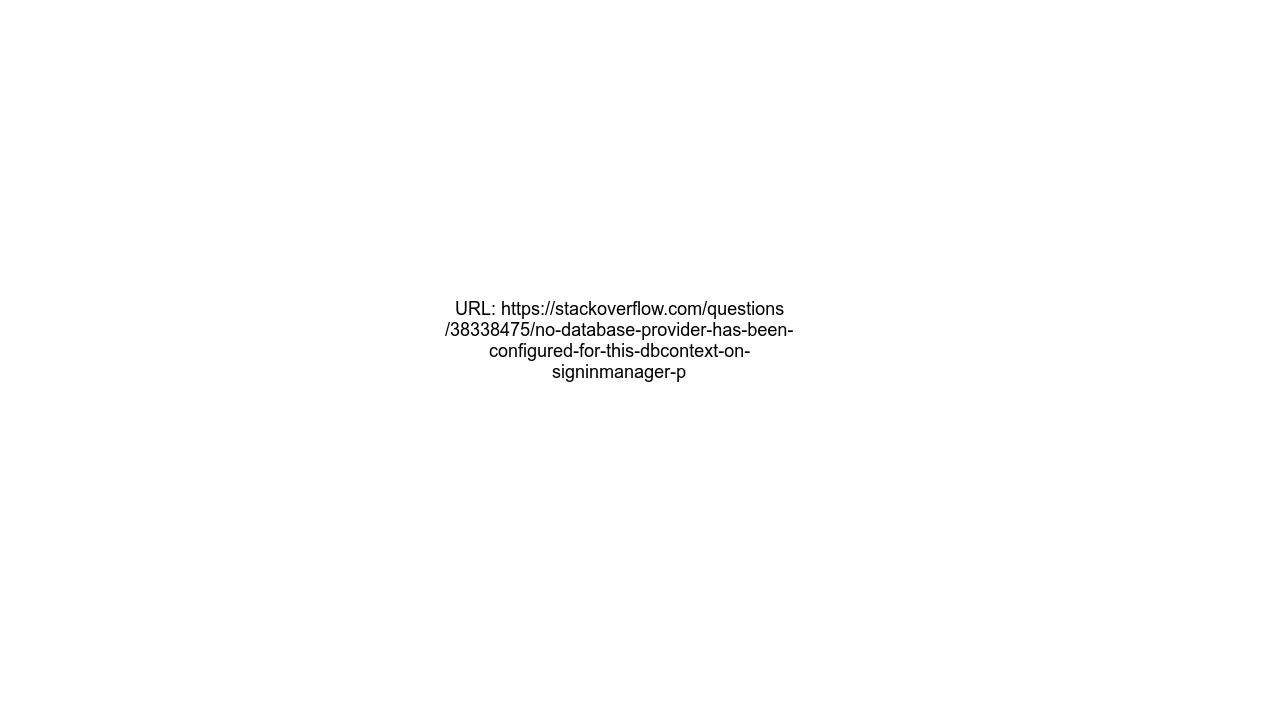 URL: https://stackoverflow.com/questions
/38338475/no-database-provider-has-been-
configured-for-this-dbcontext-on-
signinmanager-p